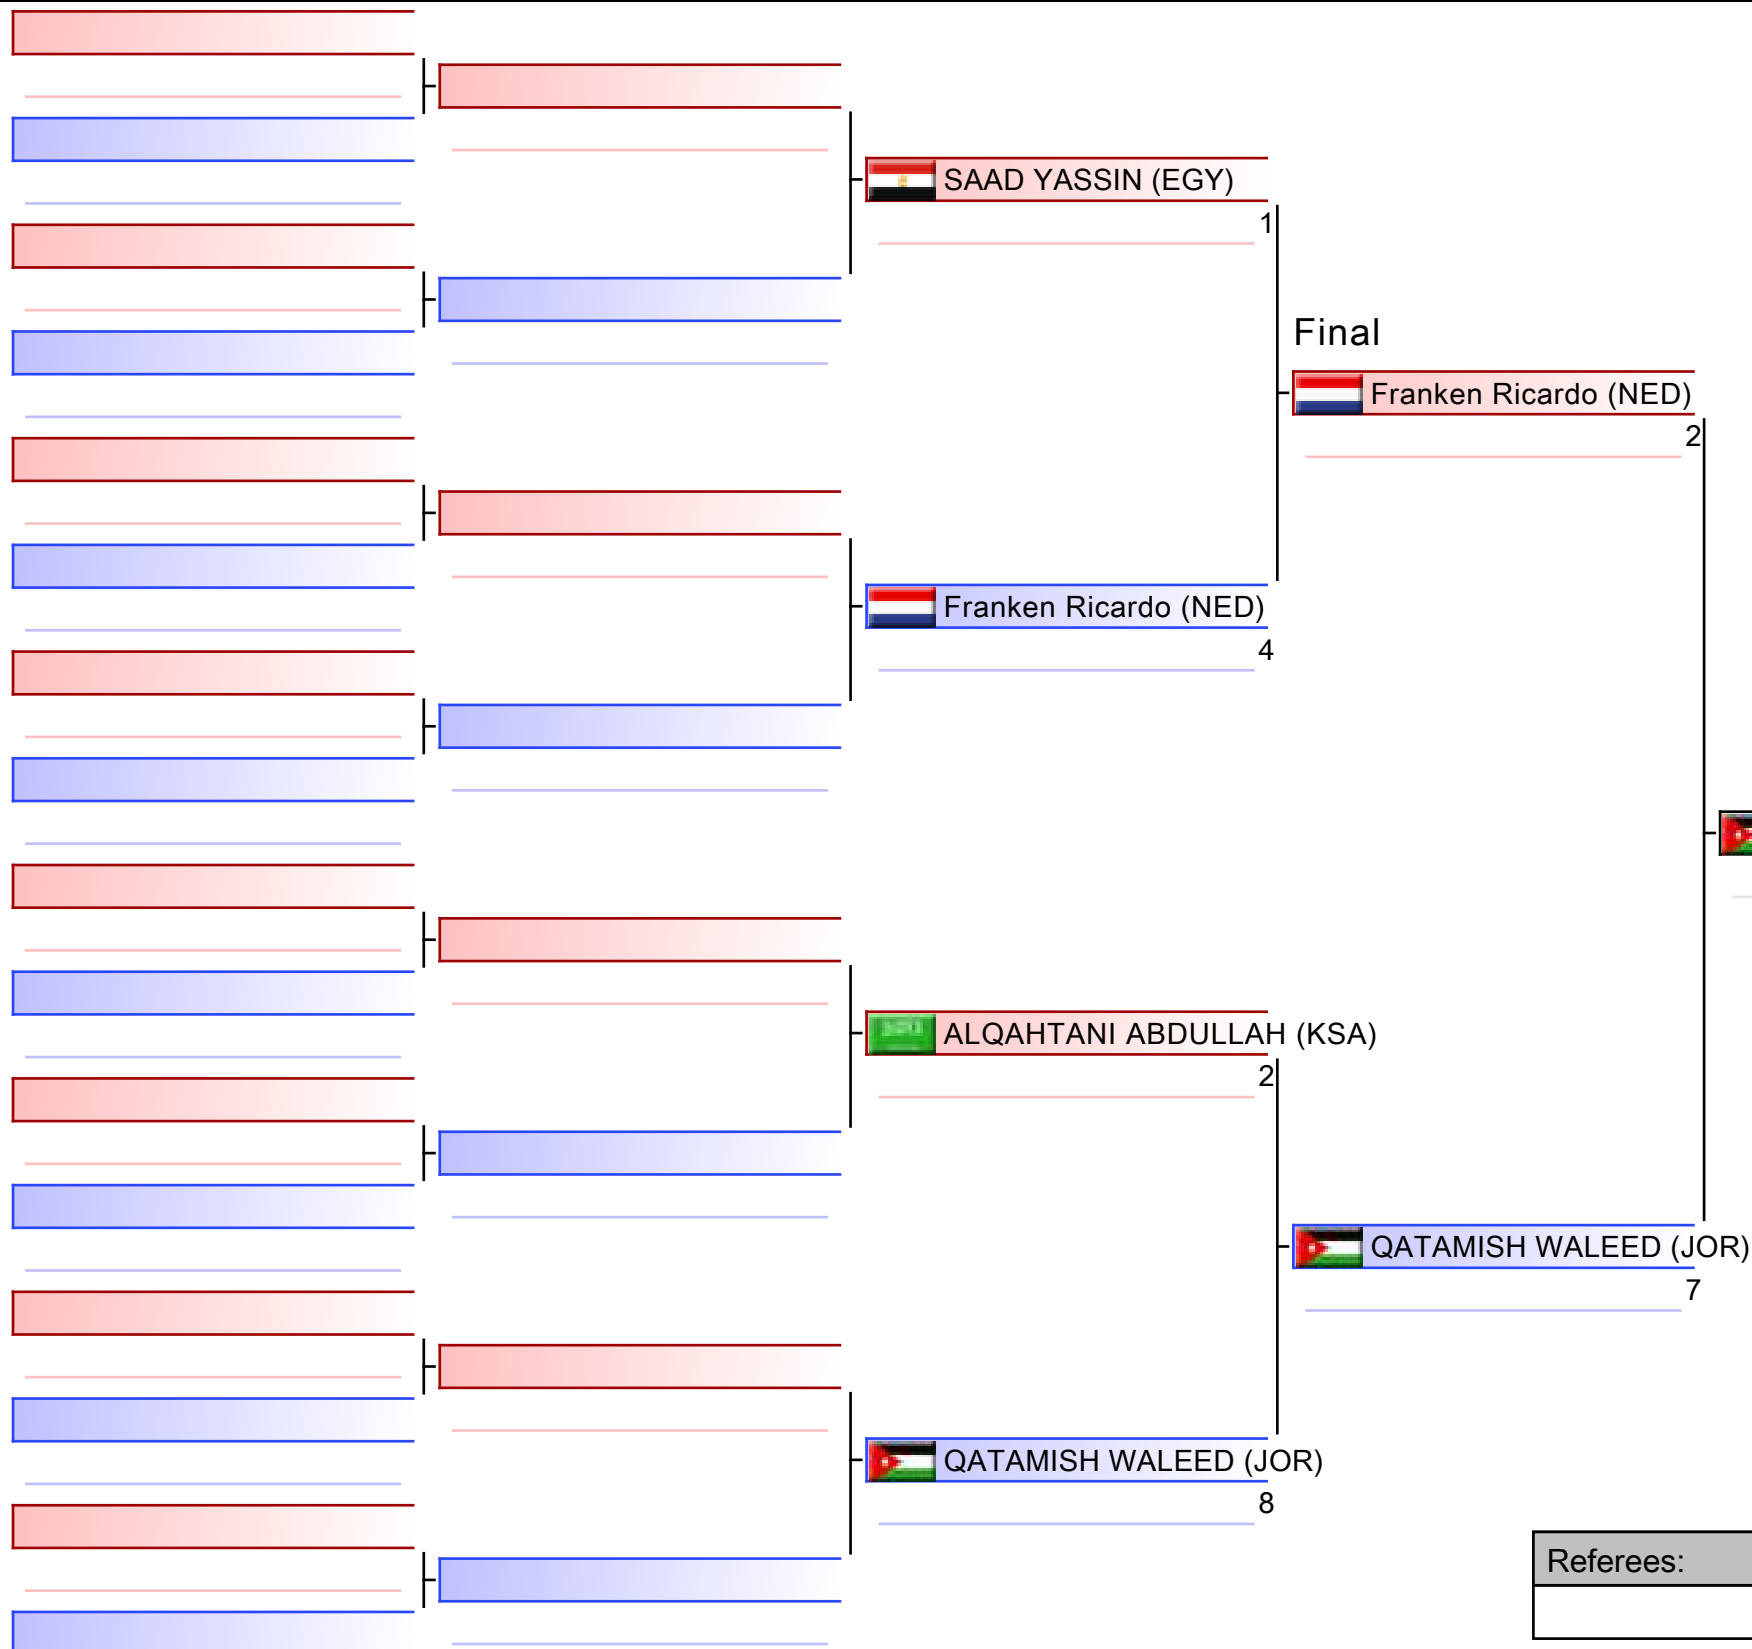 SAAD YASSIN (EGY)
1
Final
Franken Ricardo (NED)
2
Franken Ricardo (NED)
4
ALQAHTANI ABDULLAH (KSA)
2
QATAMISH WALEED (JOR)
7
QATAMISH WALEED (JOR)
8
Referees: